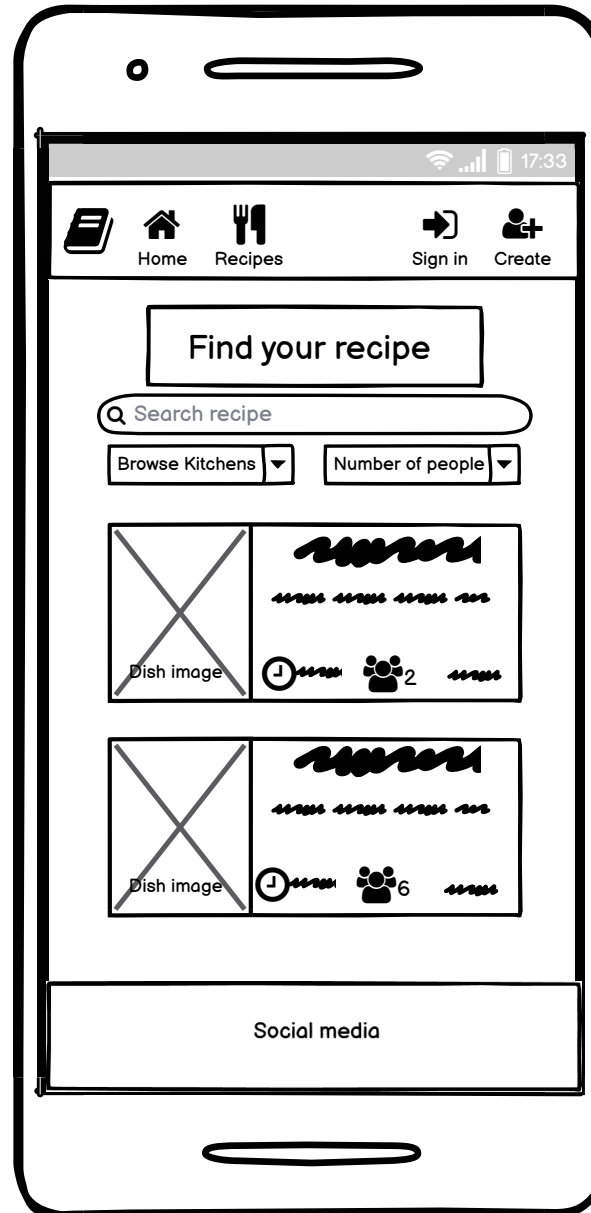 17:33
Home Recipes Sign in Create
Find your recipe
Search recipe
Browse Kitchens Number of people
Dish image 2
Dish image 6
Social media